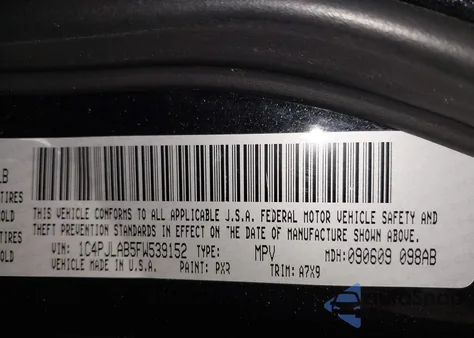 LB
TIRES
OLD
TIRES
OLD
THIS VEHICLE CONFORMS TO ALL APPLICABLE J.S.A. FEDERAL MOTOR VEHICLE SAFETY AND
THEFT PREVENTION STANDARDS IN EFFECT ON THE DATE OF MANUFACTURE SHOWN ABOVE.
VIN: 1C4PJLAB5FW539152 TYPE: MPV MDH: 090609 098AB
VEHICLE MADE IN U.S.A. PAINT: PXR TRIM: A7X9